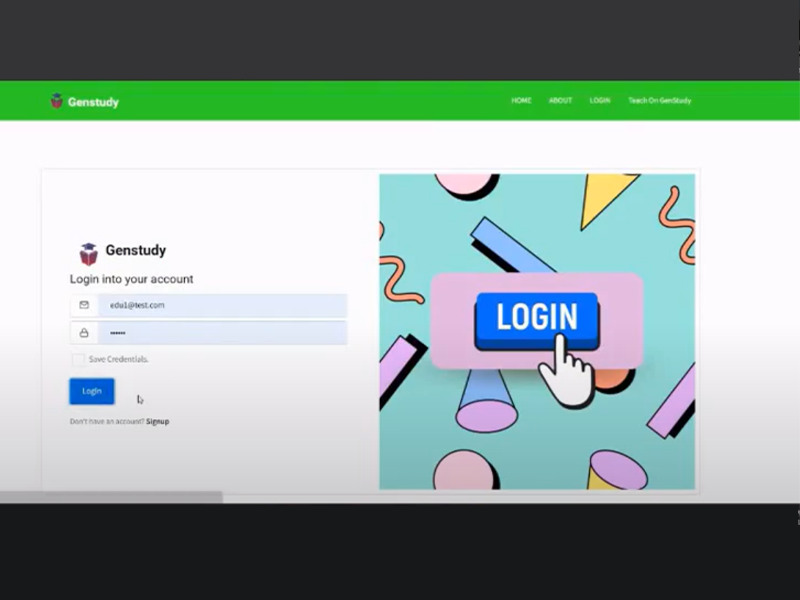 Genstudy
HOME ABOUT LOGIN Teach On GenStudy
Genstudy
Login into your account
edu1@test.com
••••••
Save Credentials.
Login
Don't have an account? Signup
LOGIN